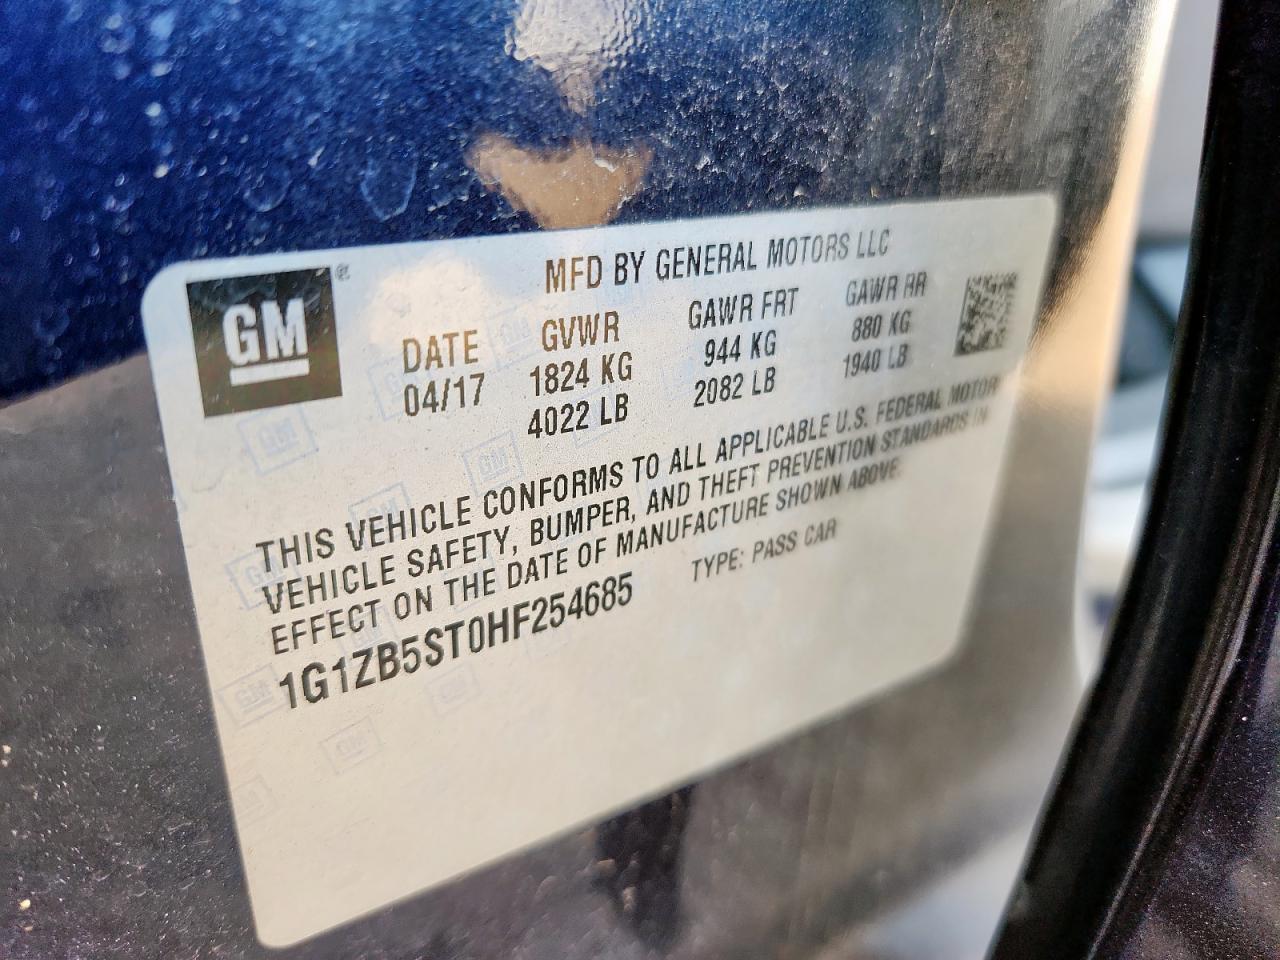 GM ®
MFD BY GENERAL MOTORS LLC
DATE GVWR GAWR FRT GAWR RR
04/17 1824 KG 944 KG 880 KG
4022 LB 2082 LB 1940 LB
THIS VEHICLE CONFORMS TO ALL APPLICABLE U.S. FEDERAL MOTOR
VEHICLE SAFETY, BUMPER, AND THEFT PREVENTION STANDARDS IN
EFFECT ON THE DATE OF MANUFACTURE SHOWN ABOVE.
1G1ZB5ST0HF254685 TYPE: PASS CAR